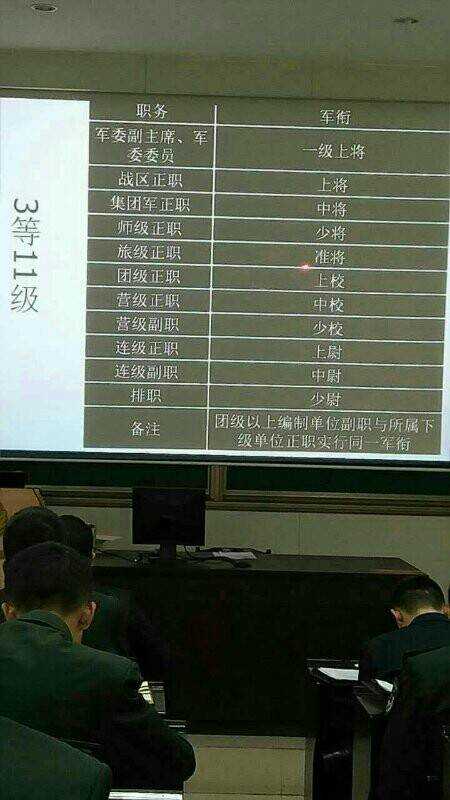 3等11级
职务 军衔
军委副主席、军
委委员 一级上将
战区正职 上将
集团军正职 中将
师级正职 少将
旅级正职 准将
团级正职 上校
营级正职 中校
营级副职 少校
连级正职 上尉
连级副职 中尉
排职 少尉
备注 团级以上编制单位副职与所属下
级单位正职实行同一军衔